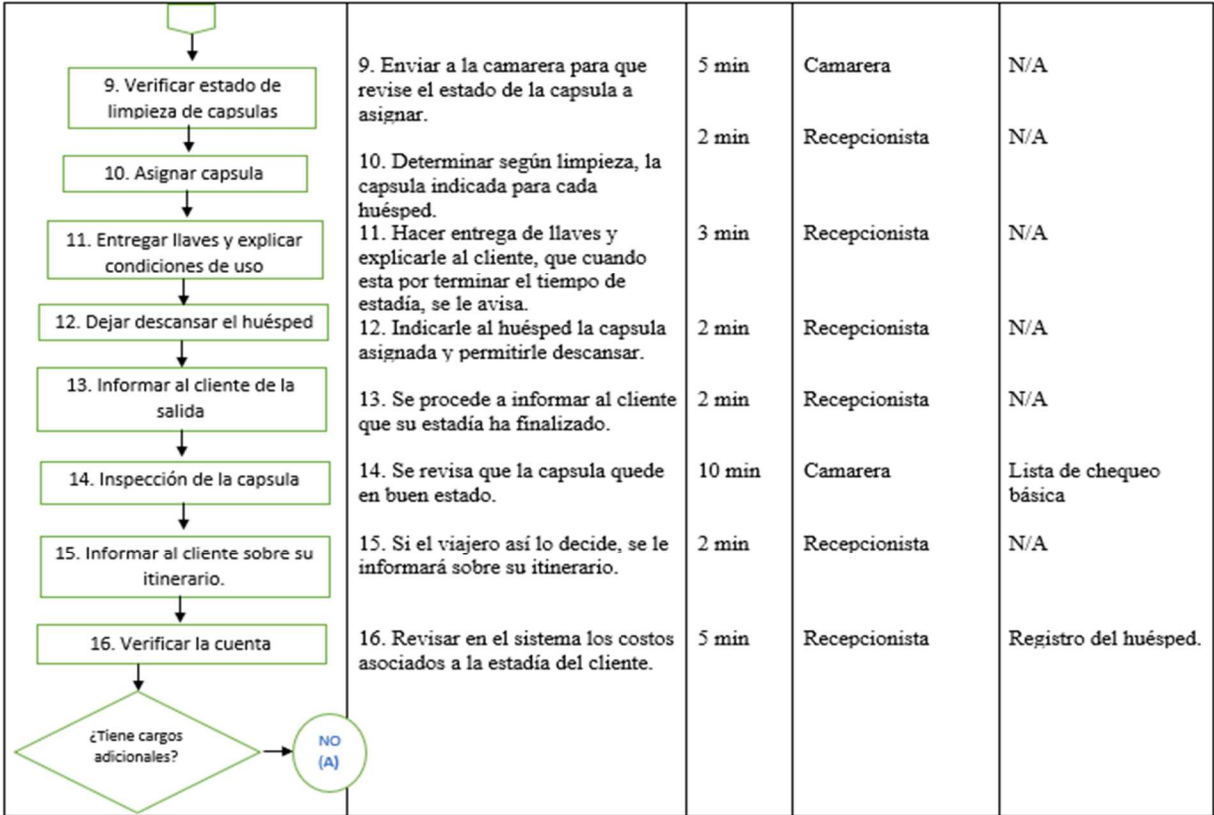 9. Verificar estado de
limpieza de capsulas
9. Enviar a la camarera para que
revise el estado de la capsula a
asignar.
5 min
Camarera
N/A
10. Asignar capsula
10. Determinar según limpieza, la
capsula indicada para cada
huésped.
2 min
Recepcionista
N/A
11. Entregar llaves y explicar
condiciones de uso
11. Hacer entrega de llaves y
explicarle al cliente, que cuando
esta por terminar el tiempo de
estadía, se le avisa.
3 min
Recepcionista
N/A
12. Dejar descansar el huésped
12. Indicarle al huésped la capsula
asignada y permitirle descansar.
2 min
Recepcionista
N/A
13. Informar al cliente de la
salida
13. Se procede a informar al cliente
que su estadía ha finalizado.
2 min
Recepcionista
N/A
14. Inspección de la capsula
14. Se revisa que la capsula quede
en buen estado.
10 min
Camarera
Lista de chequeo
básica
15. Informar al cliente sobre su
itinerario.
15. Si el viajero así lo decide, se le
informará sobre su itinerario.
2 min
Recepcionista
N/A
16. Verificar la cuenta
16. Revisar en el sistema los costos
asociados a la estadía del cliente.
5 min
Recepcionista
Registro del huésped.
¿Tiene cargos
adicionales?
NO
(A)